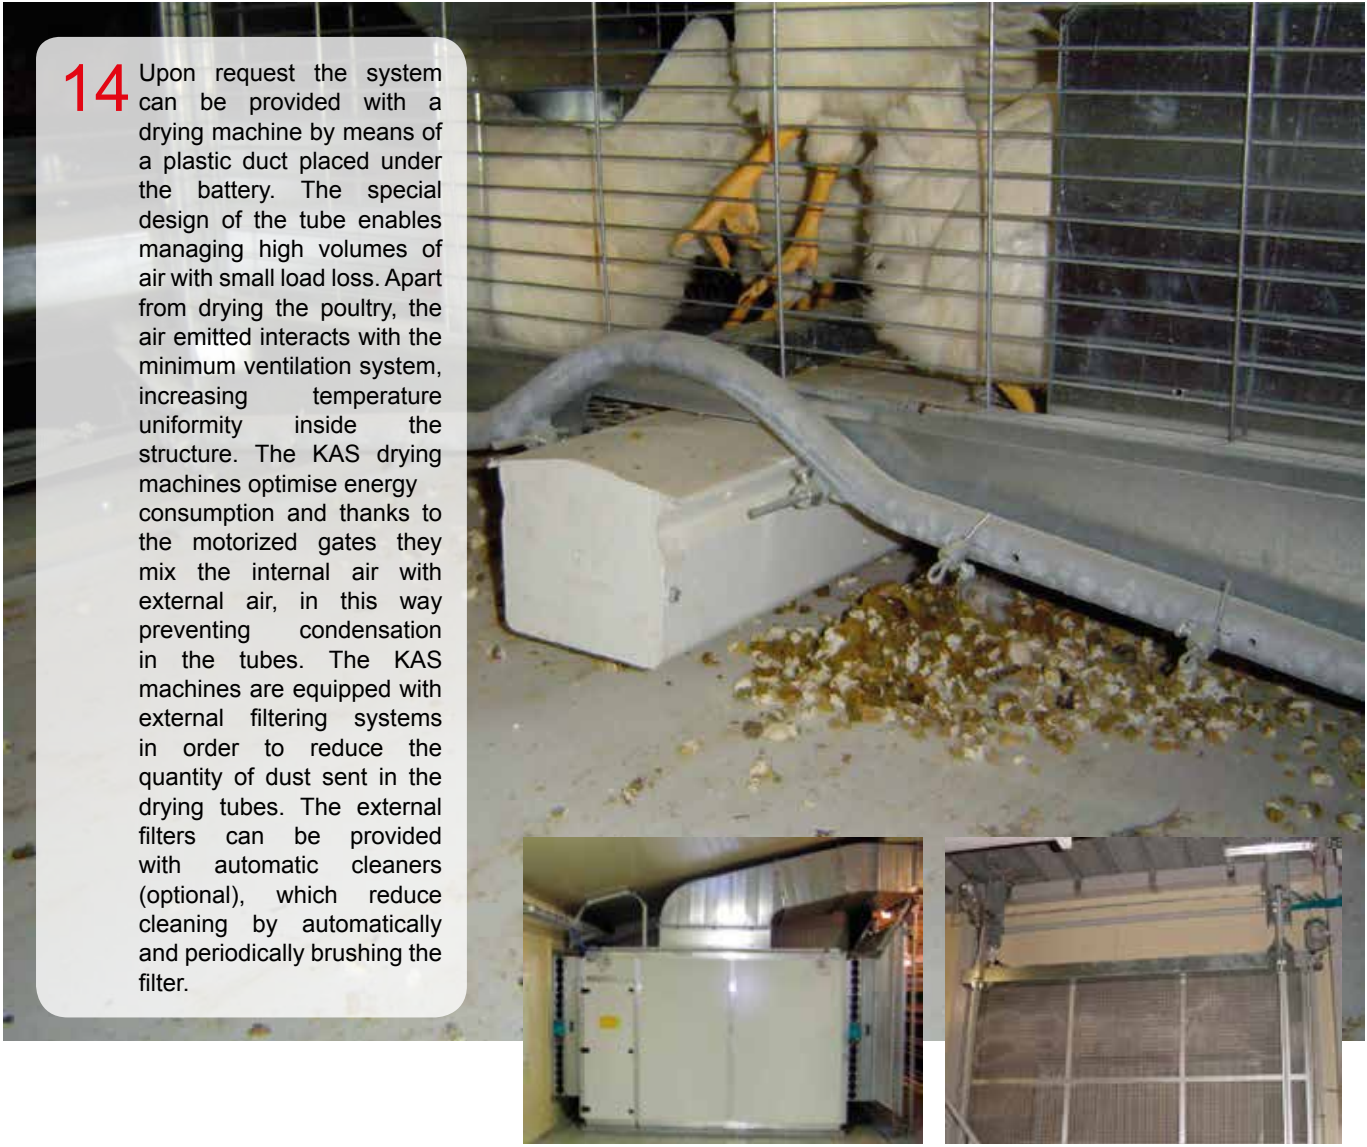 14 Upon request the system
can be provided with a
drying machine by means of
a plastic duct placed under
the battery. The special
design of the tube enables
managing high volumes of
air with small load loss. Apart
from drying the poultry, the
air emitted interacts with the
minimum ventilation system,
increasing temperature
uniformity inside the
structure. The KAS drying
machines optimise energy
consumption and thanks to
the motorized gates they
mix the internal air with
external air, in this way
preventing condensation
in the tubes. The KAS
machines are equipped with
external filtering systems
in order to reduce the
quantity of dust sent in the
drying tubes. The external
filters can be provided
with automatic cleaners
(optional), which reduce
cleaning by automatically
and periodically brushing the
filter.